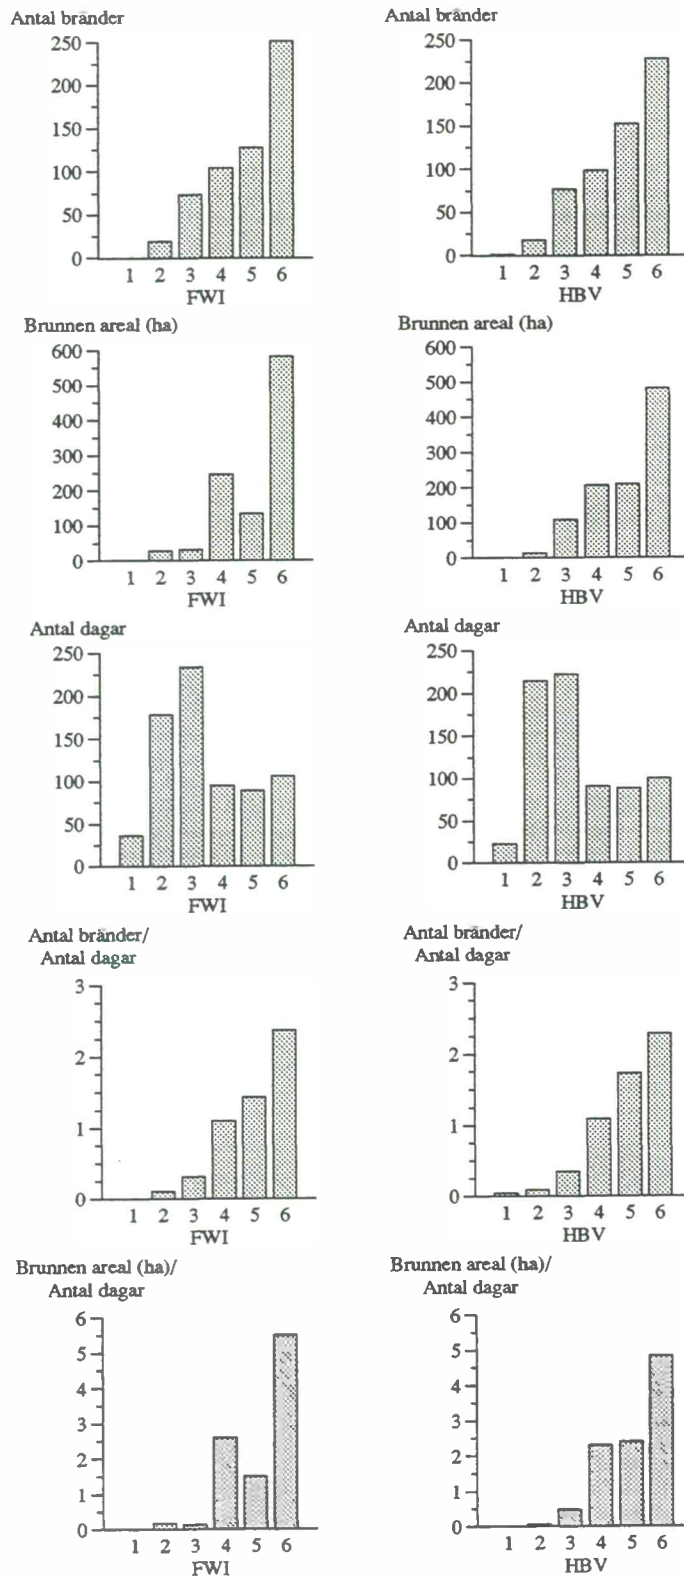 Antal bränder
250
200
150
100
50
0
1 2 3 4 5 6
FWI
Antal bränder
250
200
150
100
50
0
1 2 3 4 5 6
HBV
Brunnen areal (ha)
600
500
400
300
200
100
0
1 2 3 4 5 6
FWI
Brunnen areal (ha)
600
500
400
300
200
100
0
1 2 3 4 5 6
HBV
Antal dagar
250
200
150
100
50
0
1 2 3 4 5 6
FWI
Antal dagar
250
200
150
100
50
0
1 2 3 4 5 6
HBV
Antal bränder/
Antal dagar
3
2
1
0
1 2 3 4 5 6
FWI
Antal bränder/
Antal dagar
3
2
1
0
1 2 3 4 5 6
HBV
Brunnen areal (ha)/
Antal dagar
6
5
4
3
2
1
0
1 2 3 4 5 6
FWI
Brunnen areal (ha)/
Antal dagar
6
5
4
3
2
1
0
1 2 3 4 5 6
HBV